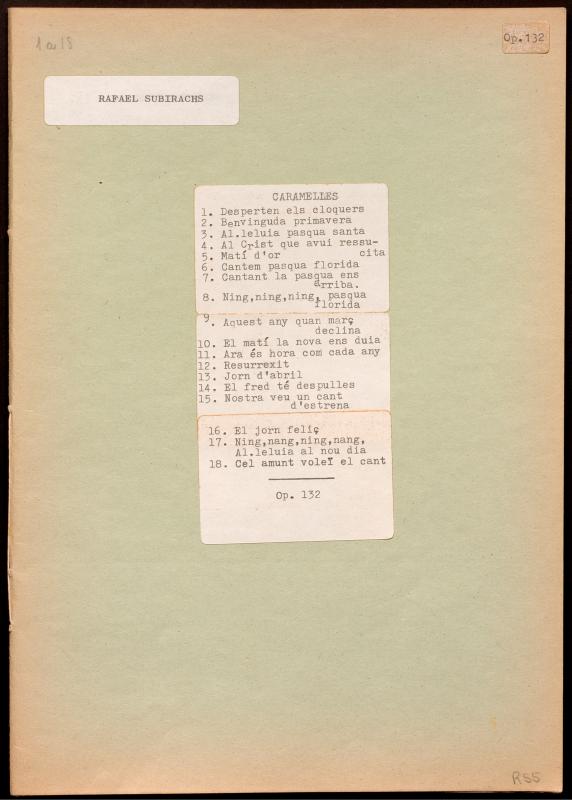 1 a 18
Op. 132
RAFAEL SUBIRACHS
CARAMELLES
1. Desperten els cloquers
2. Benvinguda primavera
3. Al.leluia pasqua santa
4. Al Crist que avui ressu-
5. Matí d'or cita
6. Cantem pasqua florida
7. Cantant la pasqua ens
arriba.
8. Ning,ning,ning, pasqua
florida
9. Aquest any quan març
declina
10. El matí la nova ens duia
11. Ara és hora com cada any
12. Resurrexit
13. Jorn d'abril
14. El fred té despulles
15. Nostra veu un cant
d'estrena
16. El jorn feliç
17. Ning,nang,ning,nang,
Al.leluia al nou dia
18. Cel amunt voleï el cant
Op. 132
RS5